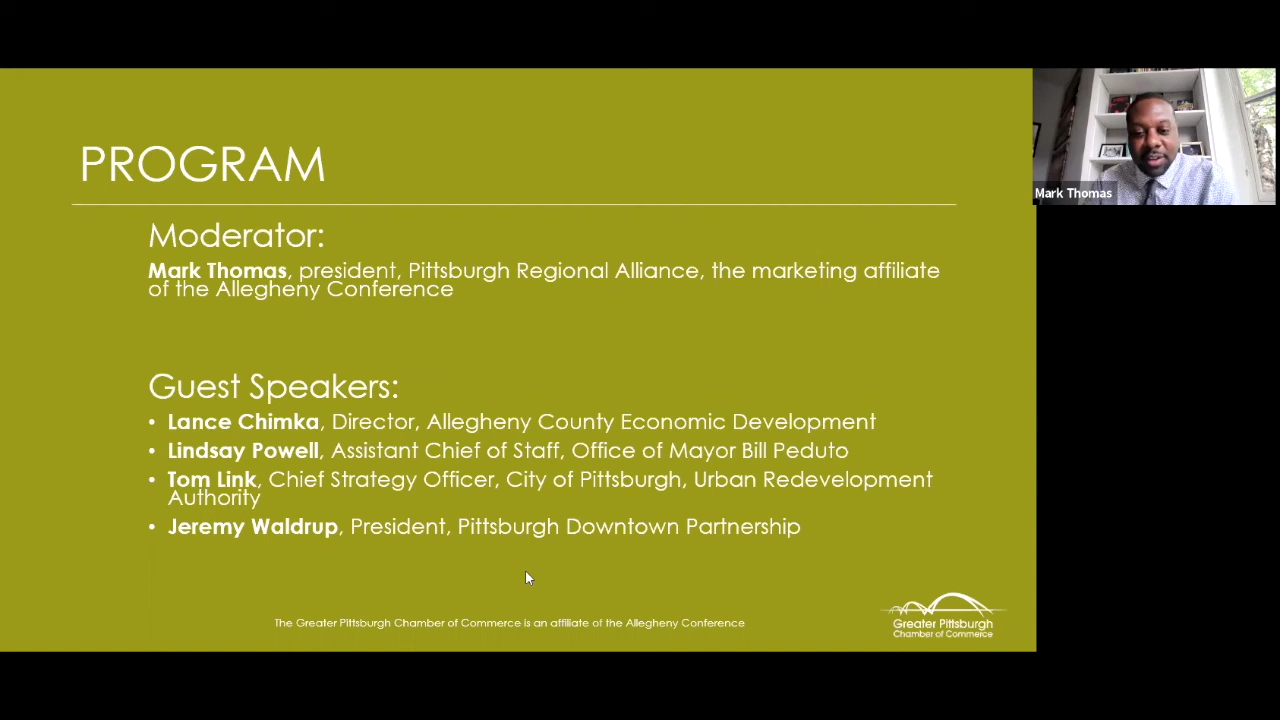 PROGRAM
Mark Thomas
Moderator:
Mark Thomas, president, Pittsburgh Regional Alliance, the marketing affiliate
of the Allegheny Conference
Guest Speakers:
• Lance Chimka, Director, Allegheny County Economic Development
• Lindsay Powell, Assistant Chief of Staff, Office of Mayor Bill Peduto
• Tom Link, Chief Strategy Officer, City of Pittsburgh, Urban Redevelopment
Authority
• Jeremy Waldrup, President, Pittsburgh Downtown Partnership
The Greater Pittsburgh Chamber of Commerce is an affiliate of the Allegheny Conference
Greater Pittsburgh
Chamber of Commerce